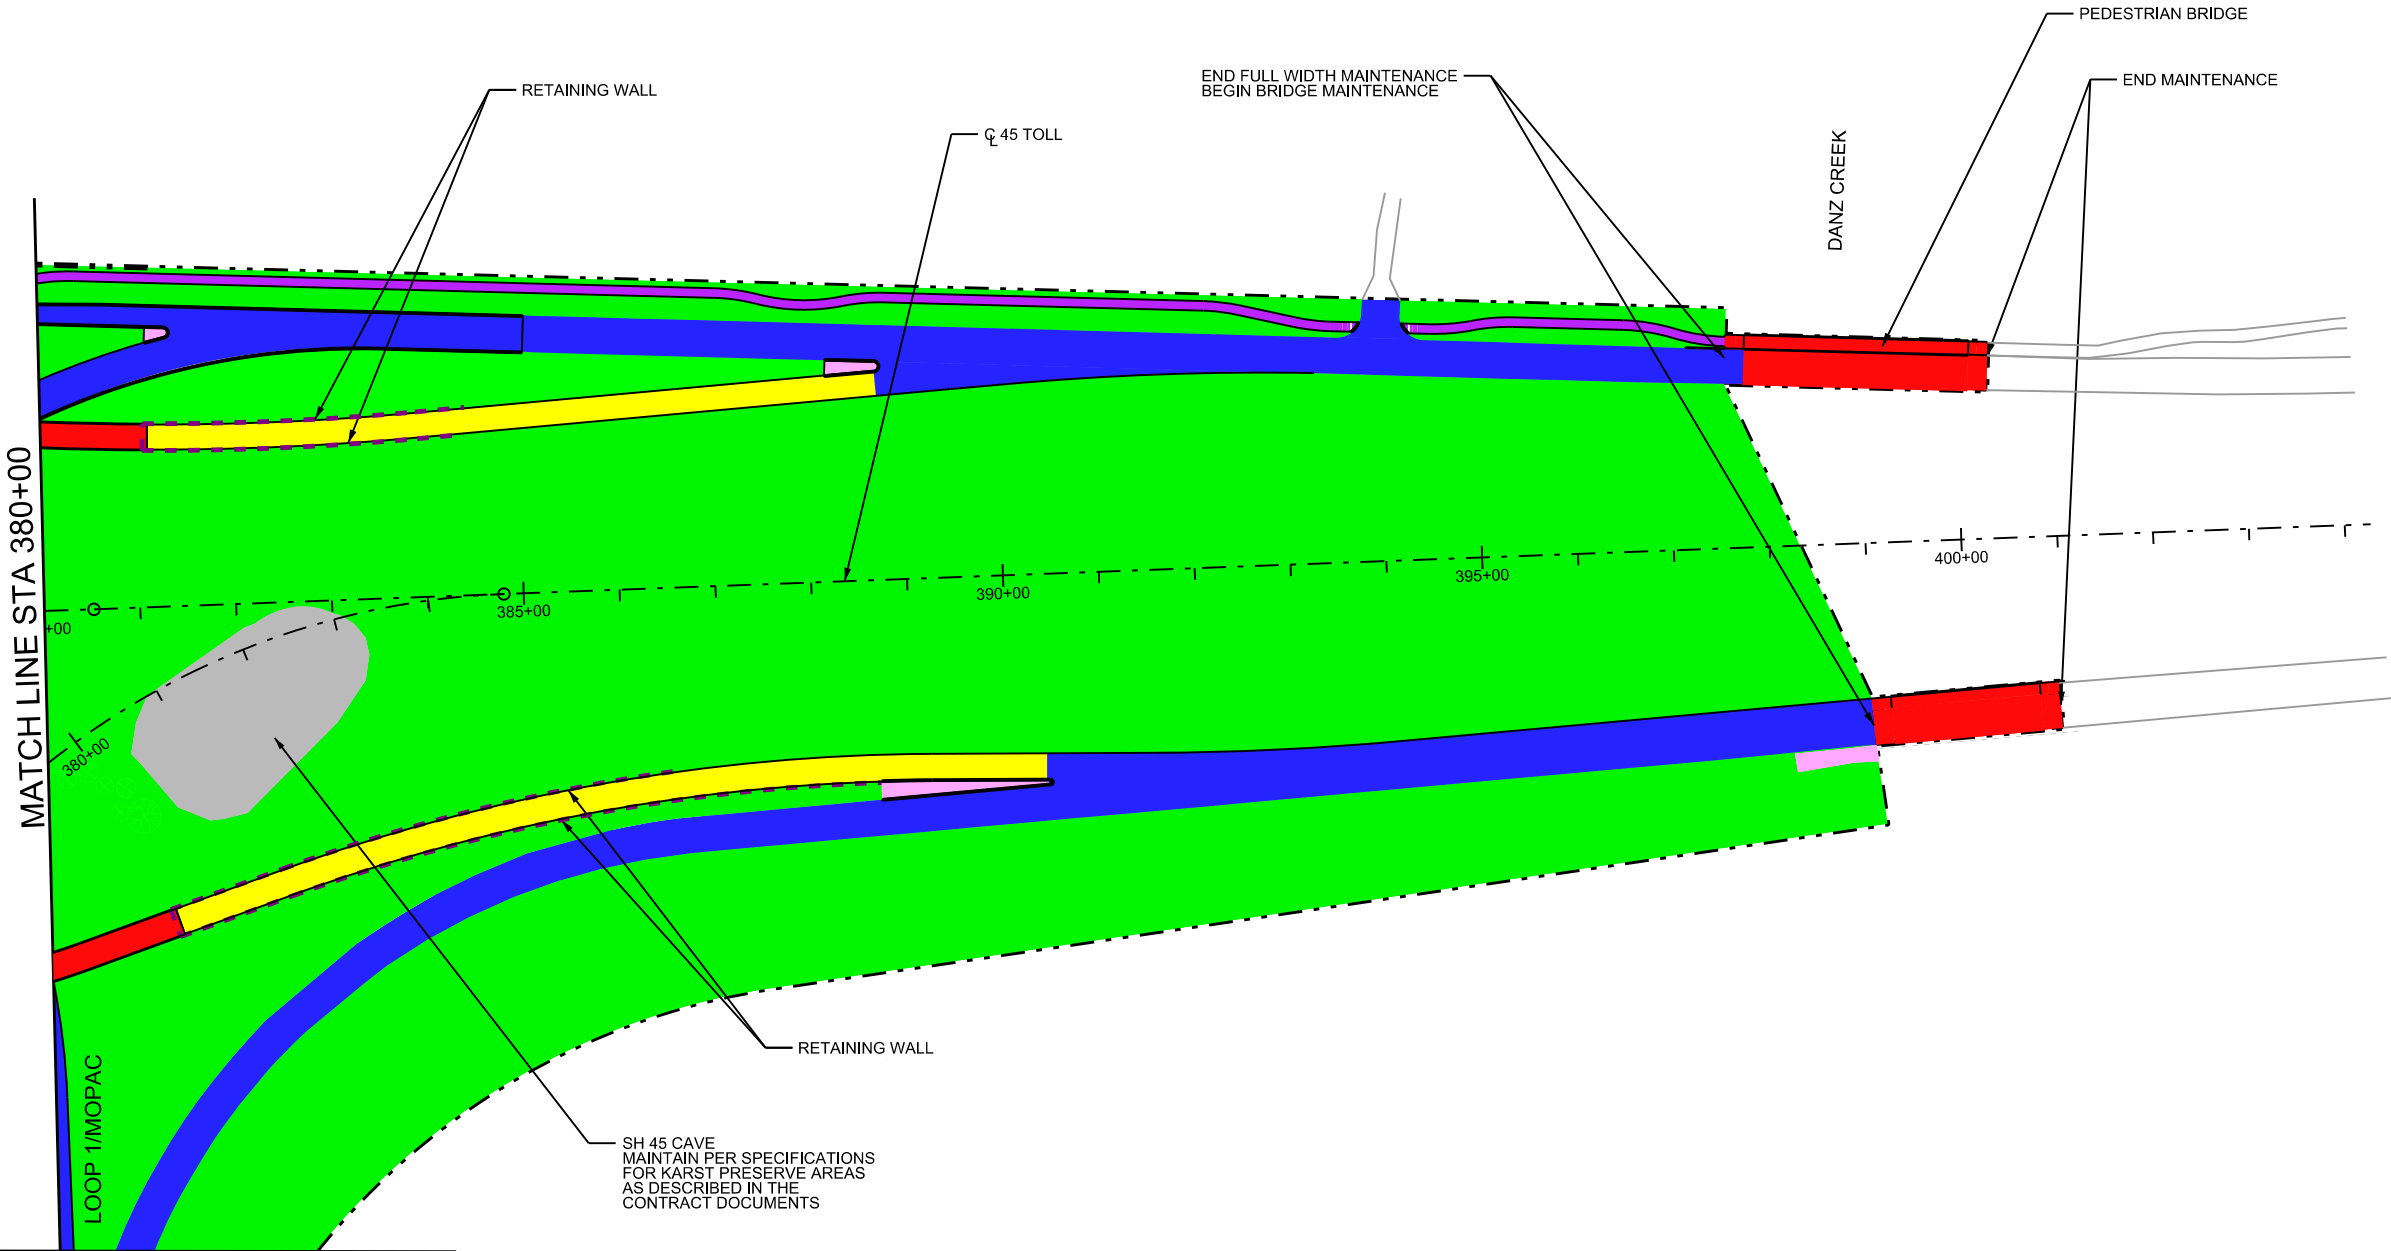 PEDESTRIAN BRIDGE
END FULL WIDTH MAINTENANCE
BEGIN BRIDGE MAINTENANCE
END MAINTENANCE
RETAINING WALL
℄ 45 TOLL
DANZ CREEK
MATCH LINE STA 380+00
400+00
395+00
390+00
385+00
+00
380+00
RETAINING WALL
LOOP 1/MOPAC
SH 45 CAVE
MAINTAIN PER SPECIFICATIONS
FOR KARST PRESERVE AREAS
AS DESCRIBED IN THE
CONTRACT DOCUMENTS